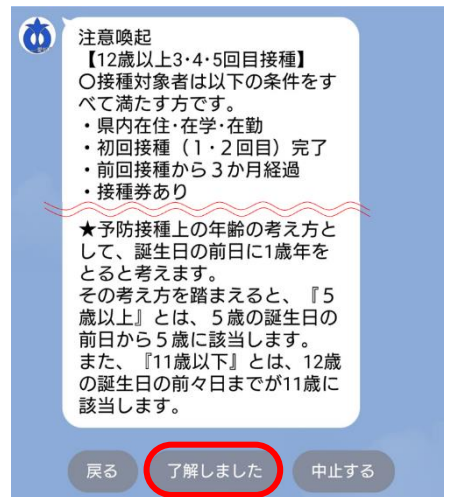 注意喚起
【12歳以上3・4・5回目接種】
〇接種対象者は以下の条件をす
べて満たす方です。
・県内在住・在学・在勤
・初回接種（1・2回目）完了
・前回接種から３か月経過
・接種券あり
★予防接種上の年齢の考え方と
して、誕生日の前日に1歳年を
とると考えます。
その考え方を踏まえると、『５
歳以上』とは、５歳の誕生日の
前日から５歳に該当します。
また、『11歳以下』とは、12歳
の誕生日の前々日までが11歳に
該当します。
戻る 了解しました 中止する